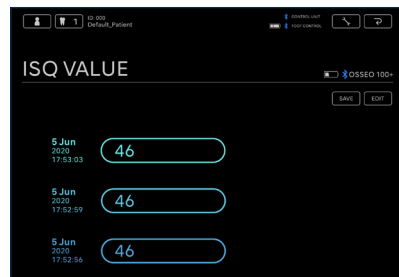 1
ID: 000
Default_Patient
CONTROL UNIT
FOOT CONTROL
ISQ VALUE
OSSEO 100+
SAVE
EDIT
5 Jun
2020
17:53:03
46
5 Jun
2020
17:52:59
46
5 Jun
2020
17:52:56
46